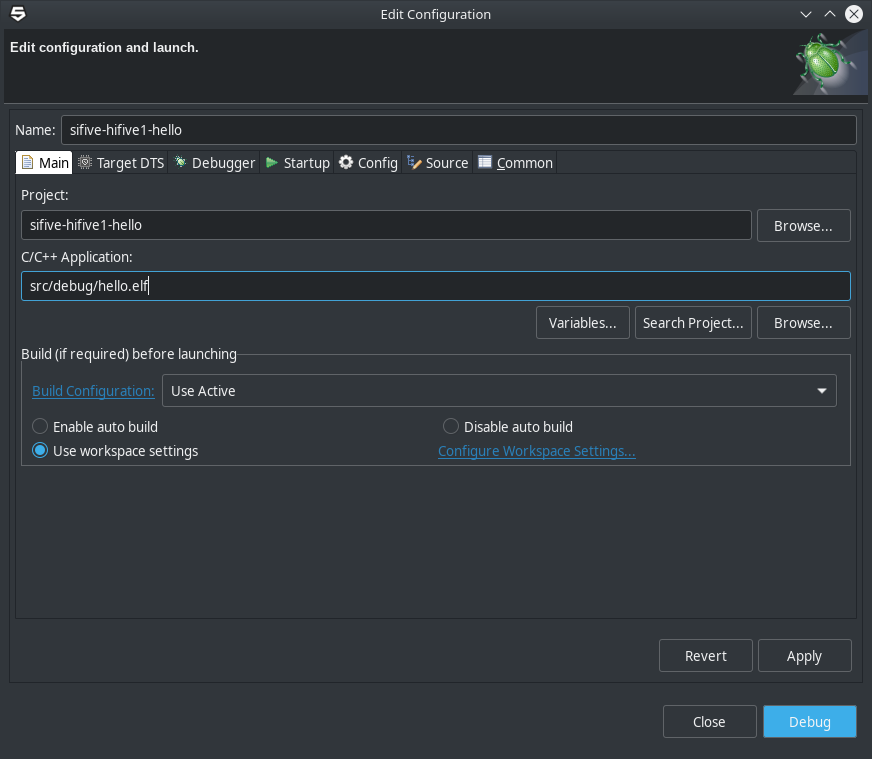 Edit Configuration
Edit configuration and launch.
Name: sifive-hifive1-hello
Main Target DTS Debugger Startup Config Source Common
Project:
sifive-hifive1-hello Browse...
C/C++ Application:
src/debug/hello.elf
Variables... Search Project... Browse...
Build (if required) before launching
Build Configuration: Use Active
Enable auto build Disable auto build
Use workspace settings Configure Workspace Settings...
Revert Apply
Close Debug